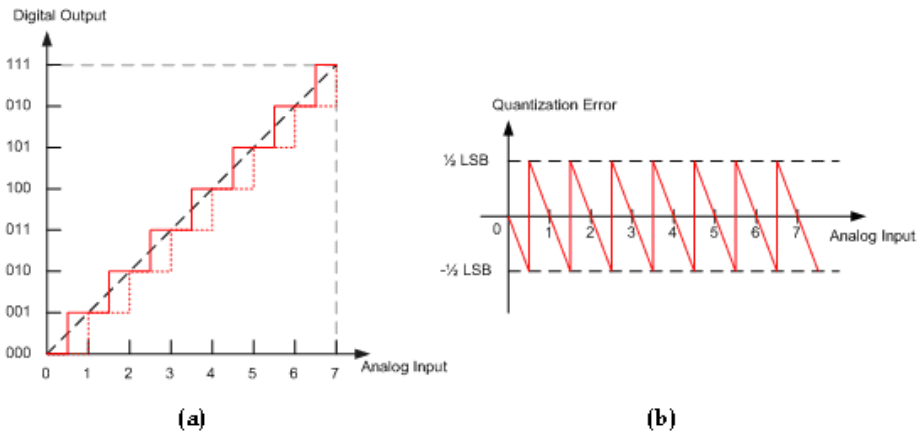 Digital Output
111
010
101
100
011
010
001
000
0 1 2 3 4 5 6 7
Analog Input
(a)
Quantization Error
½ LSB
0 1 2 3 4 5 6 7
Analog Input
-½ LSB
(b)